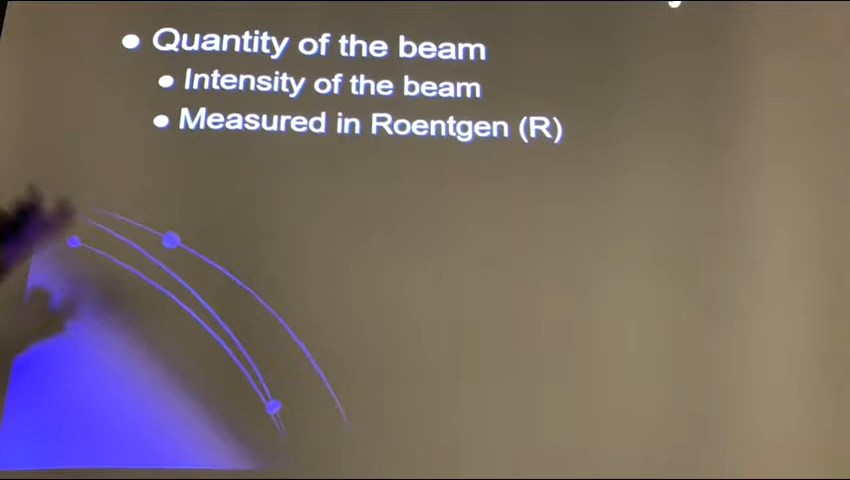 Quantity of the beam
Intensity of the beam
Measured in Roentgen (R)